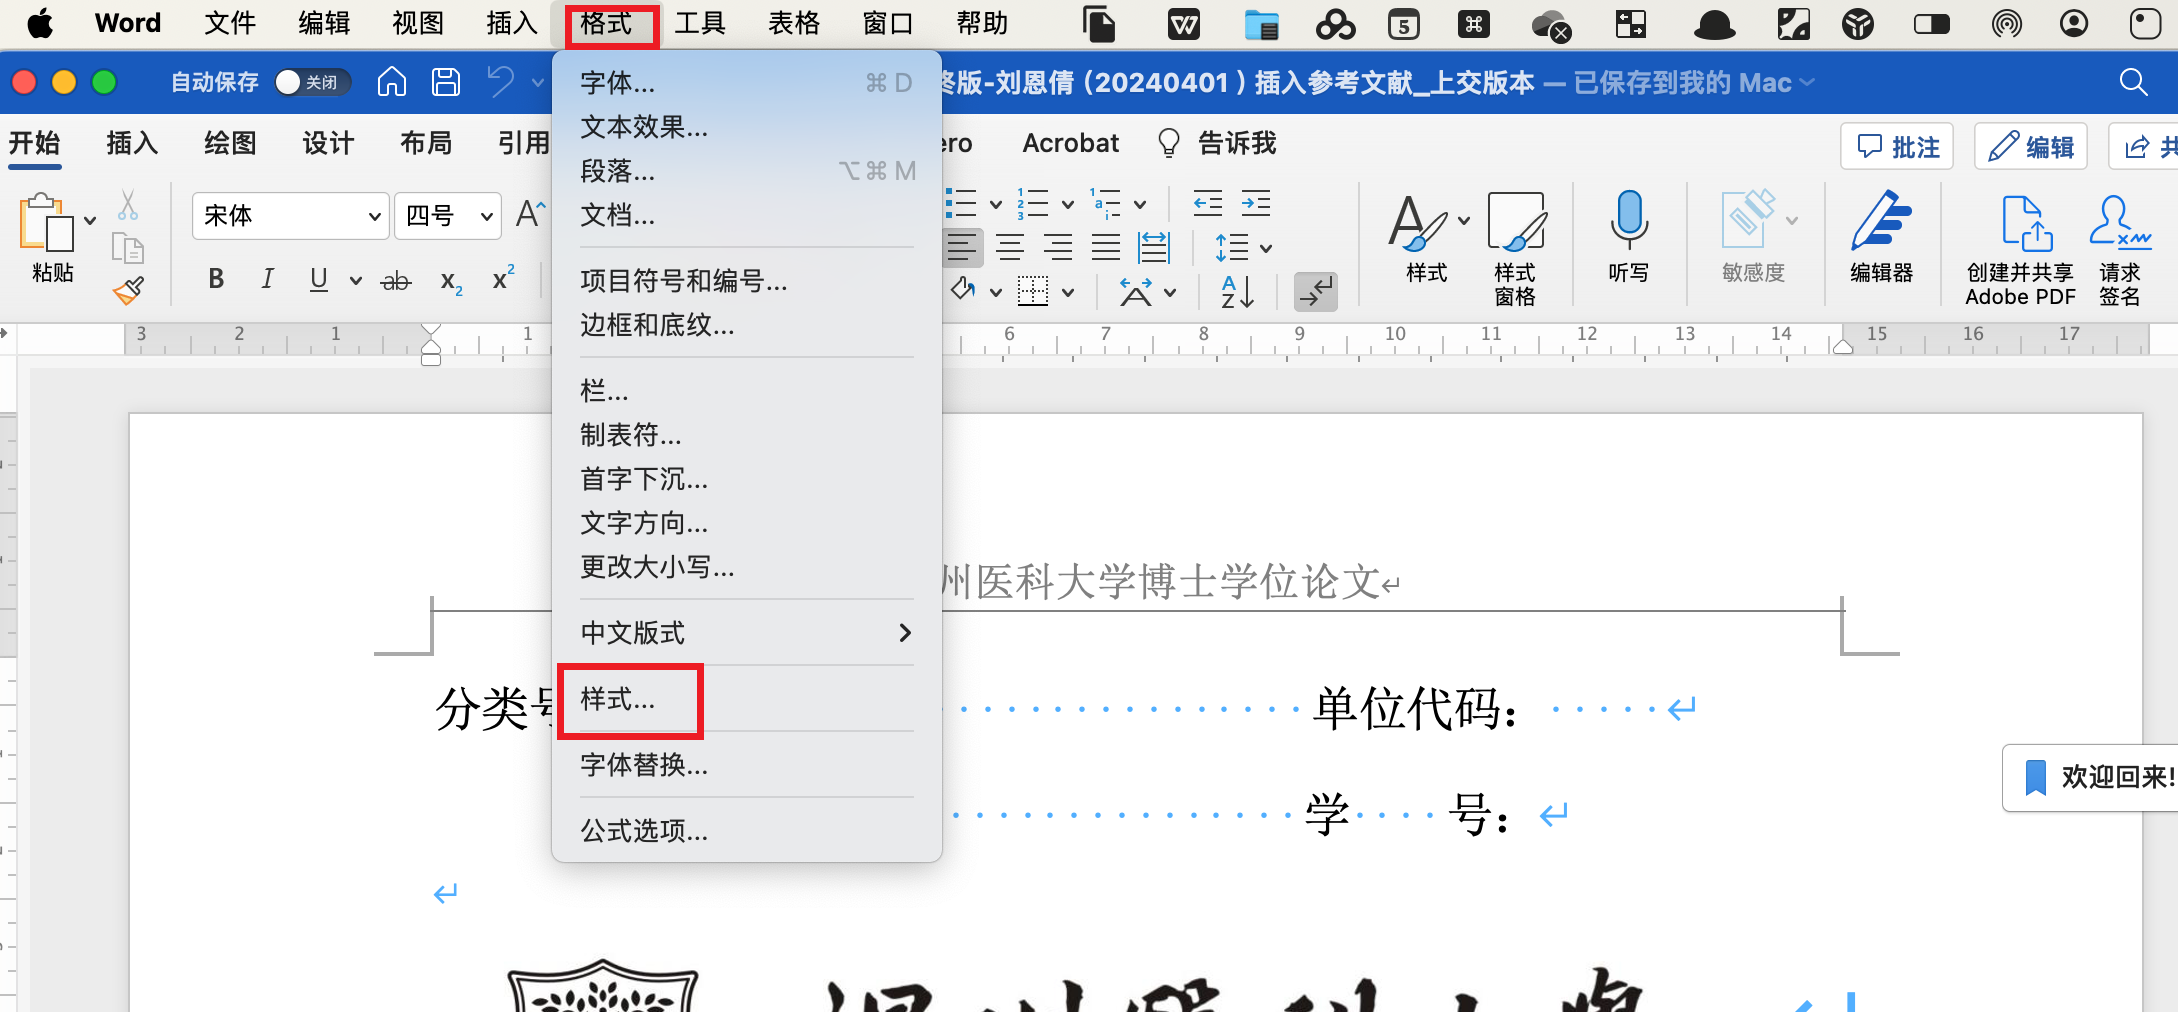 Word 文件 编辑 视图 插入 格式 工具 表格 窗口 帮助 5
自动保存 关闭 终版-刘恩倩（20240401）插入参考文献_上交版本 — 已保存到我的 Mac
开始 插入 绘图 设计 布局 引用 ero Acrobat 告诉我 批注 编辑 共
粘贴 宋体 四号 A
B I U ab x₂ x²
样式 样式窗格 听写 敏感度 编辑器 创建并共享 Adobe PDF 请求签名
3 2 1 1 6 7 8 9 10 11 12 13 14 15 16 17
字体... ⌘ D
文本效果...
段落... ⌥ ⌘ M
文档...
项目符号和编号...
边框和底纹...
栏...
制表符...
首字下沉...
文字方向...
更改大小写...
中文版式
样式...
字体替换...
公式选项...
州医科大学博士学位论文
分类号 单位代码：
学 号：
欢迎回来!